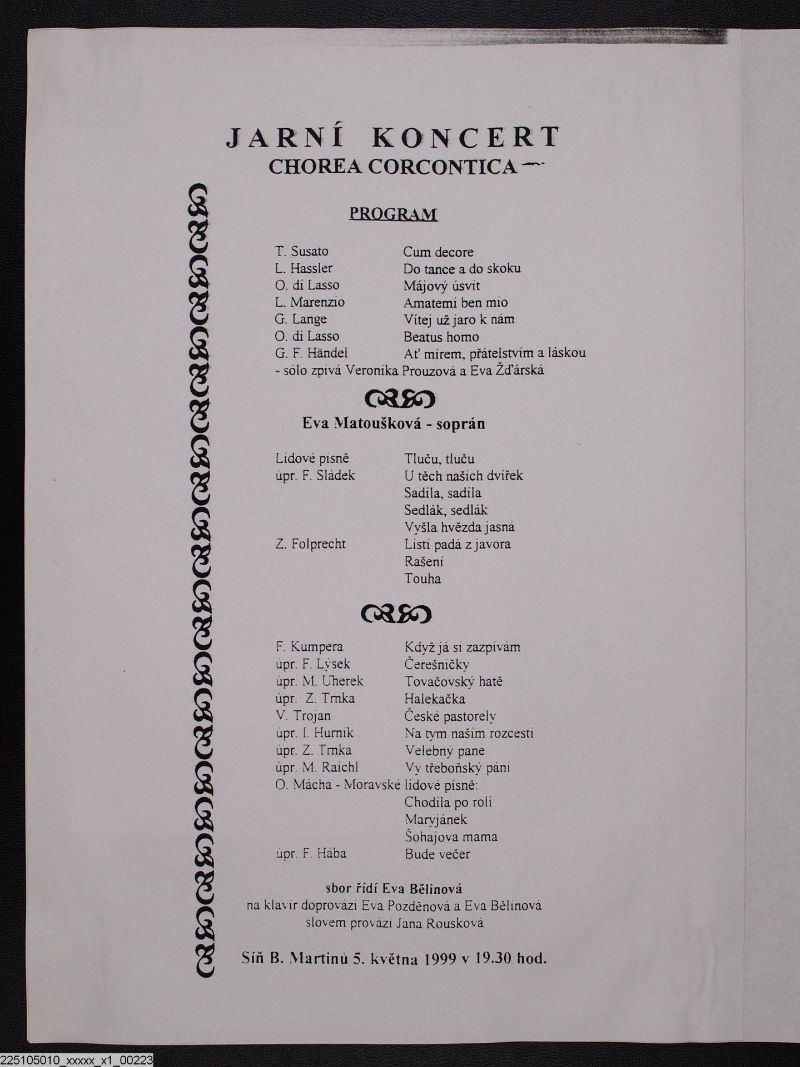 JARNÍ KONCERT
CHOREA CORCONTICA
PROGRAM
T. Susato Cum decore
L. Hassler Do tance a do skoku
O. di Lasso Májový úsvit
L. Marenzio Amatemi ben mio
G. Lange Vítej už jaro k nám
O. di Lasso Beatus homo
G. F. Händel Ať mírem, přátelstvím a láskou
- sólo zpívá Veronika Prouzová a Eva Žďárská
Eva Matoušková - soprán
Lidové písně Tluču, tluču
úpr. F. Sládek U těch našich dvířek
Sadila, sadila
Sedlák, sedlák
Vyšla hvězda jasná
Z. Folprecht Listí padá z javora
Rašení
Touha
F. Kumpera Když já si zazpívám
úpr. F. Lýsek Čerešničky
úpr. M. Uherek Tovačovský hatě
úpr. Z. Trnka Halekačka
V. Trojan České pastorely
úpr. I. Hurník Na tym našim rozcestí
úpr. Z. Trnka Velebný pane
úpr. M. Raichl Vy třeboňský páni
O. Mácha - Moravské lidové písně:
Chodila po rolí
Maryjánek
Šohajova mama
úpr. F. Hába Bude večer
sbor řídí Eva Bělinová
na klavír doprovází Eva Pozděnová a Eva Bělinová
slovem provází Jana Rousková
Síň B. Martinů 5. května 1999 v 19.30 hod.
225105010_xxxxx_x1_00223